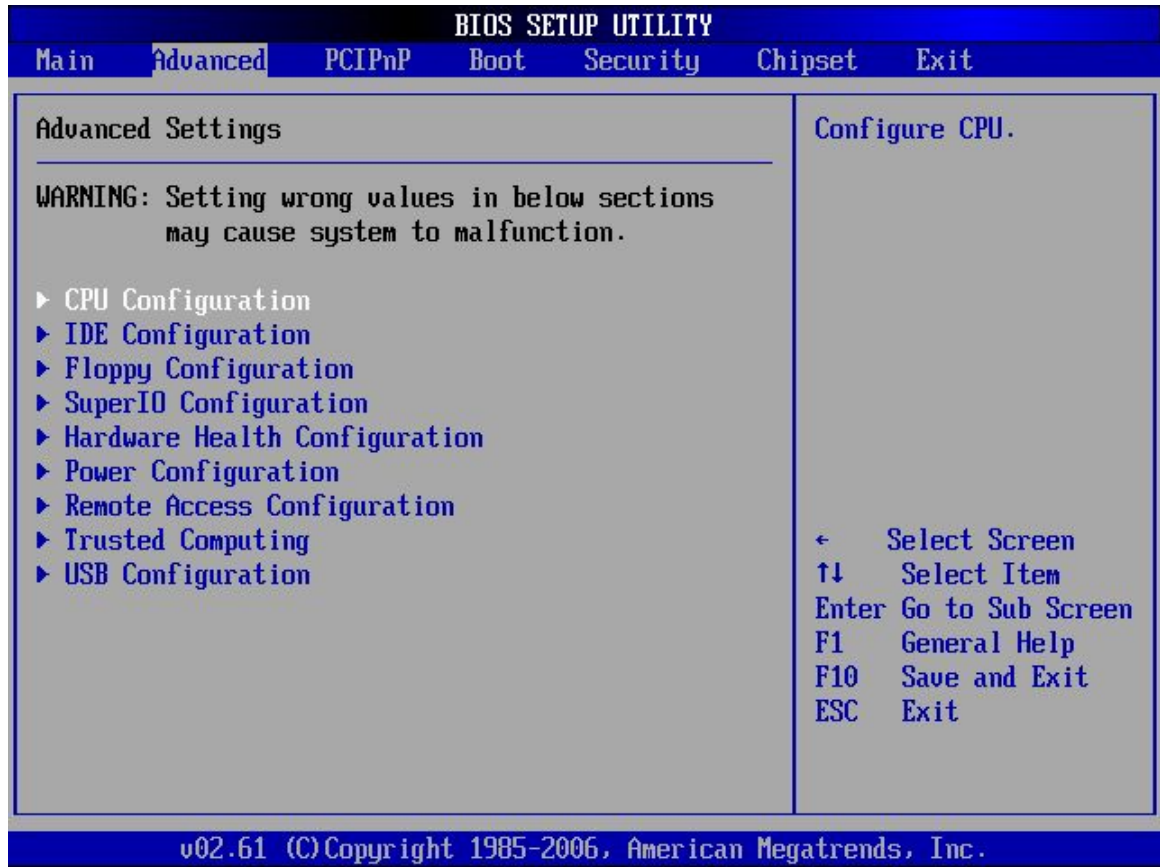 BIOS SETUP UTILITY
Main Advanced PCIPnP Boot Security Chipset Exit
Advanced Settings
WARNING: Setting wrong values in below sections
may cause system to malfunction.
▶ CPU Configuration
▶ IDE Configuration
▶ Floppy Configuration
▶ SuperIO Configuration
▶ Hardware Health Configuration
▶ Power Configuration
▶ Remote Access Configuration
▶ Trusted Computing
▶ USB Configuration
Configure CPU.
← Select Screen
↑↓ Select Item
Enter Go to Sub Screen
F1 General Help
F10 Save and Exit
ESC Exit
v02.61 (C)Copyright 1985-2006, American Megatrends, Inc.